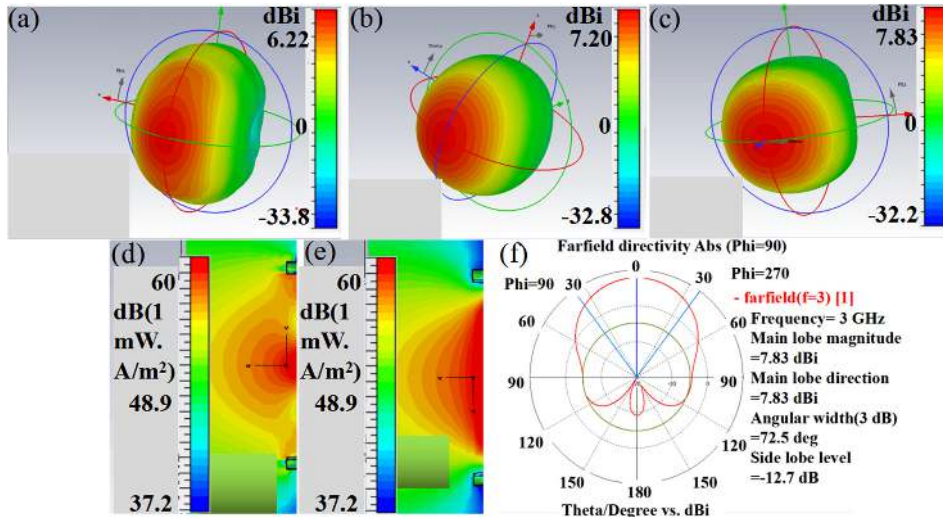 (a)
dBi
6.22
0
-33.8
(b)
Theta
dBi
7.20
0
-32.8
(c)
dBi
7.83
0
-32.2
(d)
60
dB(1
mW.
A/m²)
48.9
37.2
(e)
60
dB(1
mW.
A/m²)
48.9
37.2
(f)
Farfield directivity Abs (Phi=90)
0
30
30
Phi=90
Phi=270
60
60
90
90
120
120
150
150
180
Theta/Degree vs. dBi
- farfield(f=3) [1]
Frequency= 3 GHz
Main lobe magnitude
=7.83 dBi
Main lobe direction
=7.83 dBi
Angular width(3 dB)
=72.5 deg
Side lobe level
=-12.7 dB